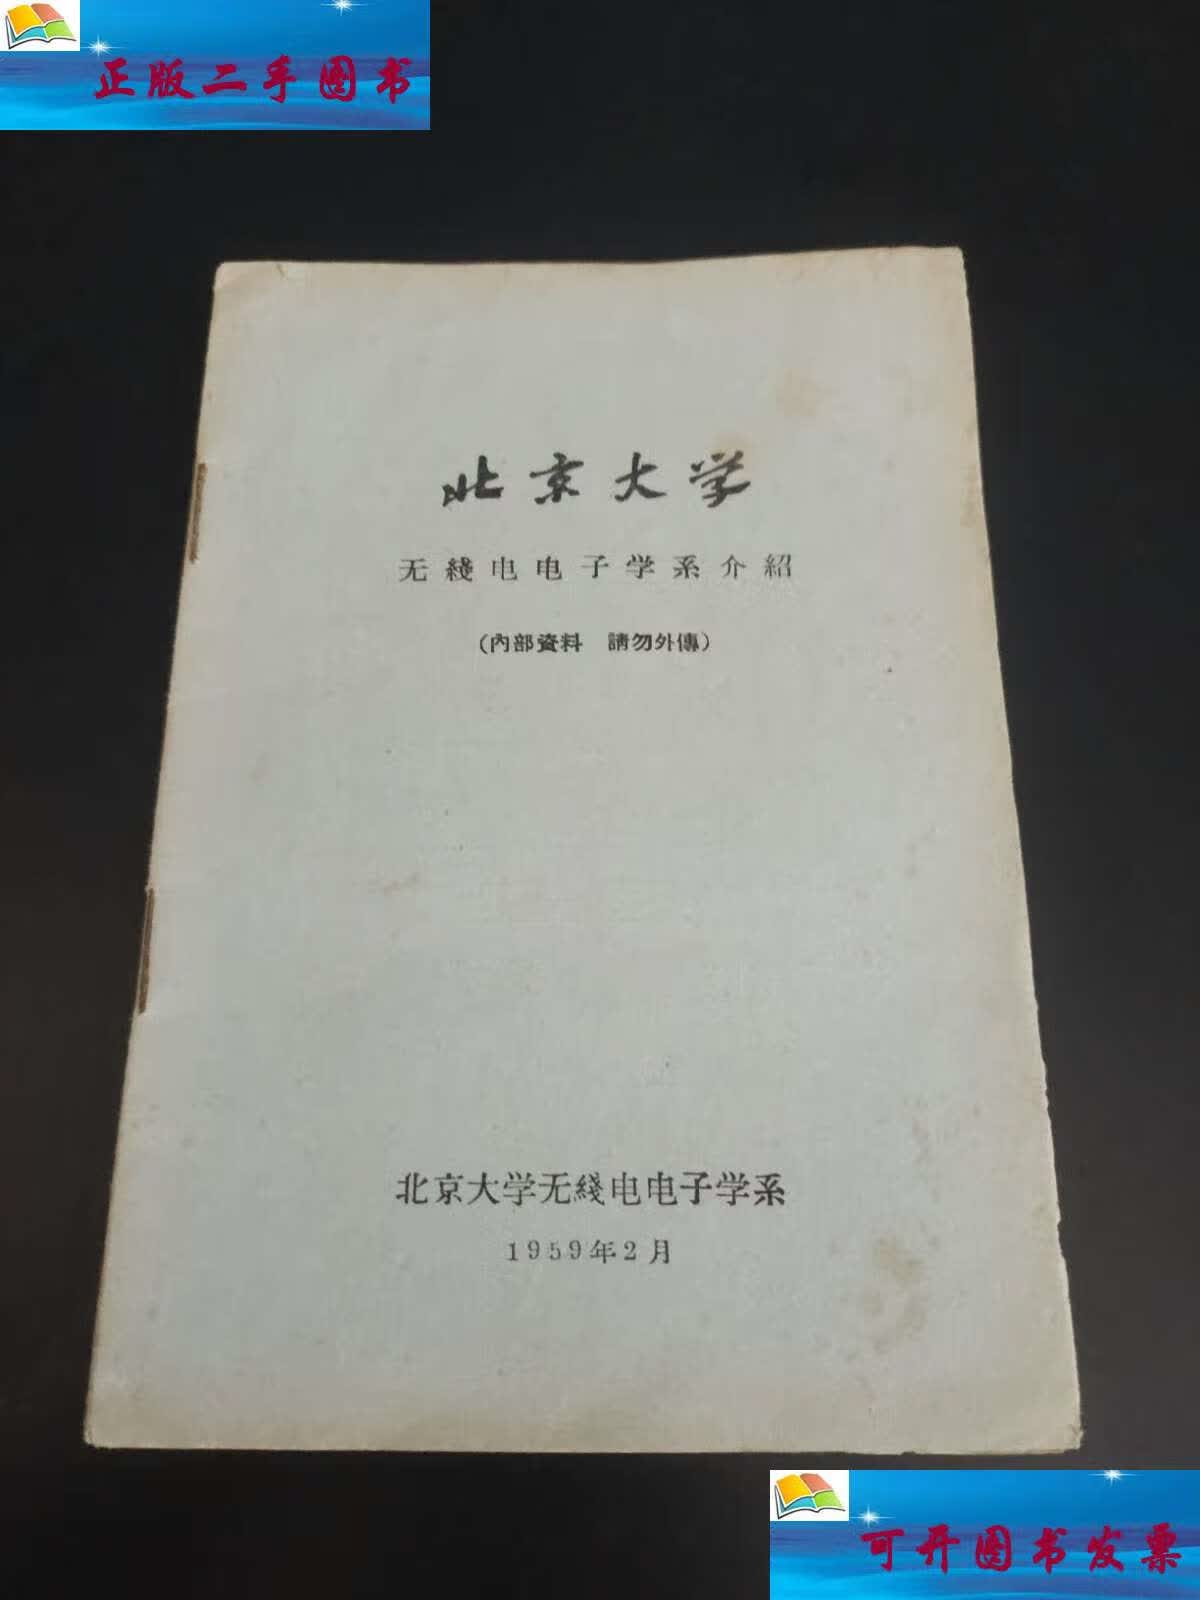 正版二手图书
北京大学
无綫电电子学系介紹
(內部資料　請勿外傳)
北京大学无綫电电子学系
1959年2月
可开图书发票